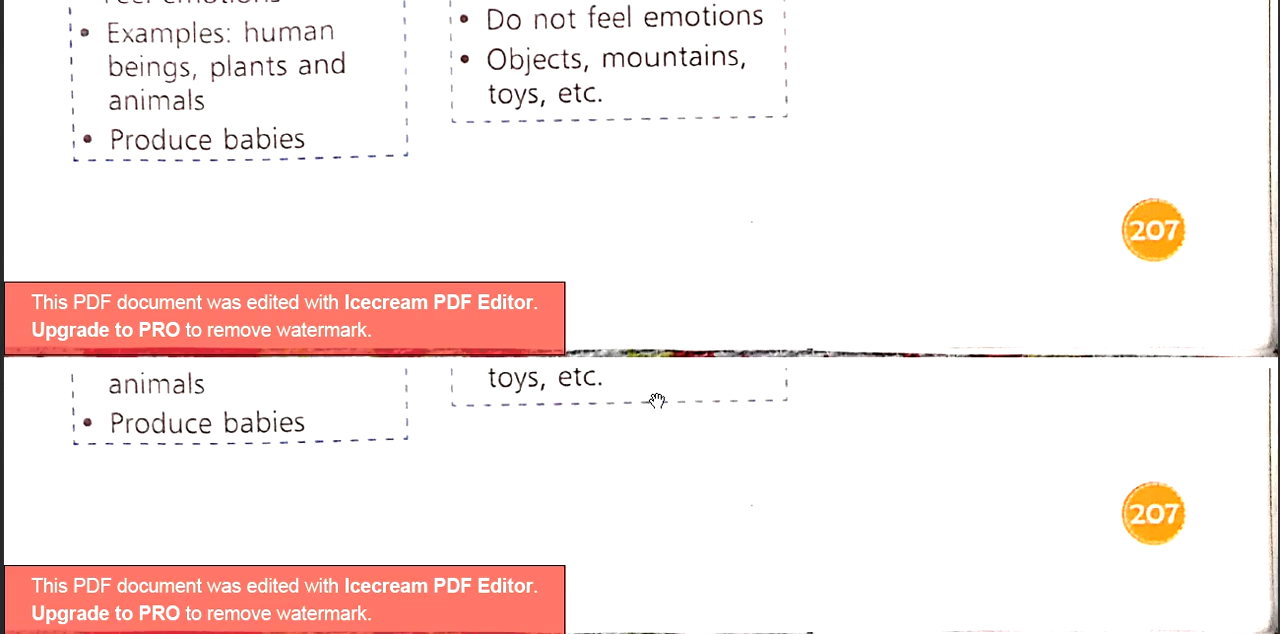 Feel emotions
• Examples: human
beings, plants and
animals
• Produce babies
• Do not feel emotions
• Objects, mountains,
toys, etc.
207
This PDF document was edited with Icecream PDF Editor.
Upgrade to PRO to remove watermark.
animals
• Produce babies
toys, etc.
207
This PDF document was edited with Icecream PDF Editor.
Upgrade to PRO to remove watermark.